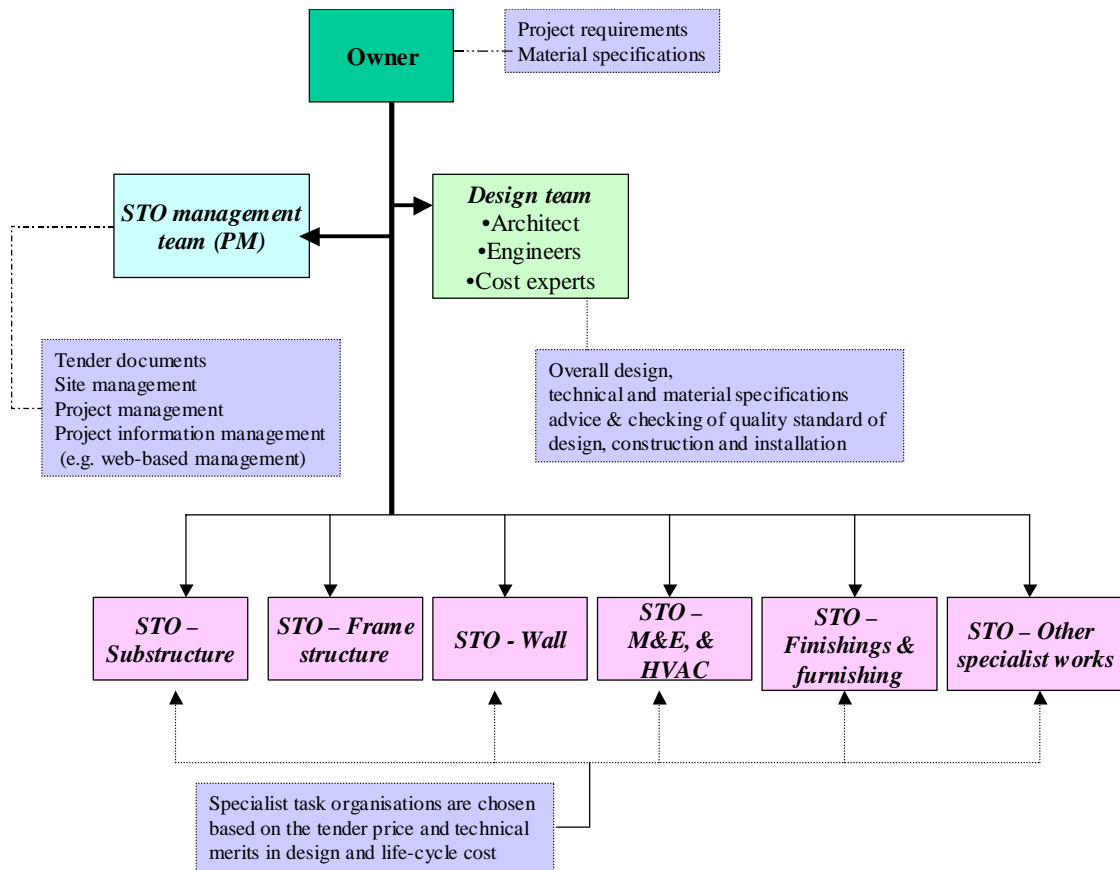 Owner
Project requirements
Material specifications
STO management
team (PM)
Design team
•Architect
•Engineers
•Cost experts
Tender documents
Site management
Project management
Project information management
(e.g. web-based management)
Overall design,
technical and material specifications
advice & checking of quality standard of
design, construction and installation
STO –
Substructure
STO – Frame
structure
STO - Wall
STO –
M&E, &
HVAC
STO –
Finishings &
furnishing
STO – Other
specialist works
Specialist task organisations are chosen
based on the tender price and technical
merits in design and life-cycle cost